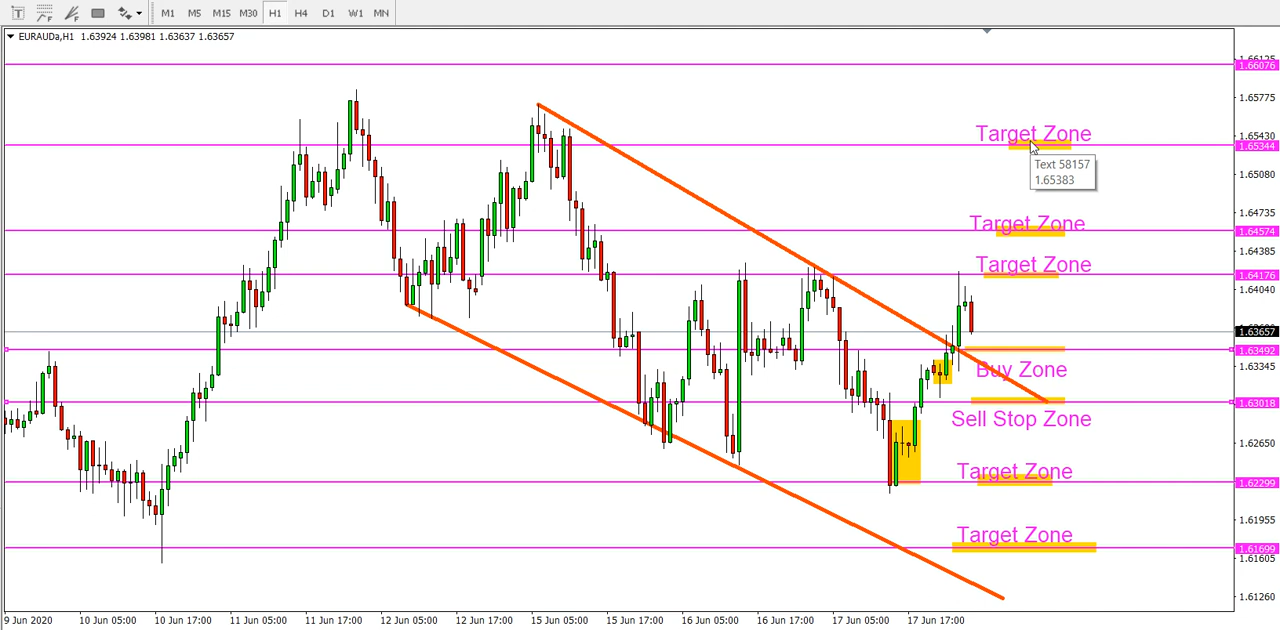 T F F M1 M5 M15 M30 H1 H4 D1 W1 MN
EURAUDa,H1 1.63924 1.63981 1.63637 1.63657
1.66125
1.66076
1.65775
Target Zone
1.65430
1.65344
Text 58157
1.65383
1.65080
1.64735
Target Zone
1.64574
1.64385
Target Zone
1.64176
1.64040
1.63657
1.63492
Buy Zone
1.63345
1.63018
Sell Stop Zone
1.62650
Target Zone
1.62299
1.61955
Target Zone
1.61699
1.61605
1.61260
9 Jun 2020 10 Jun 05:00 10 Jun 17:00 11 Jun 05:00 11 Jun 17:00 12 Jun 05:00 12 Jun 17:00 15 Jun 05:00 15 Jun 17:00 16 Jun 05:00 16 Jun 17:00 17 Jun 05:00 17 Jun 17:00